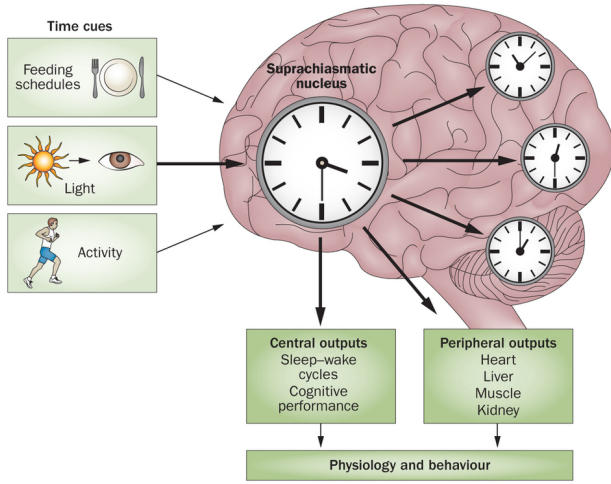 Time cues
Feeding
schedules
Light
Activity
Suprachiasmatic
nucleus
Central outputs
Sleep–wake
cycles
Cognitive
performance
Peripheral outputs
Heart
Liver
Muscle
Kidney
Physiology and behaviour